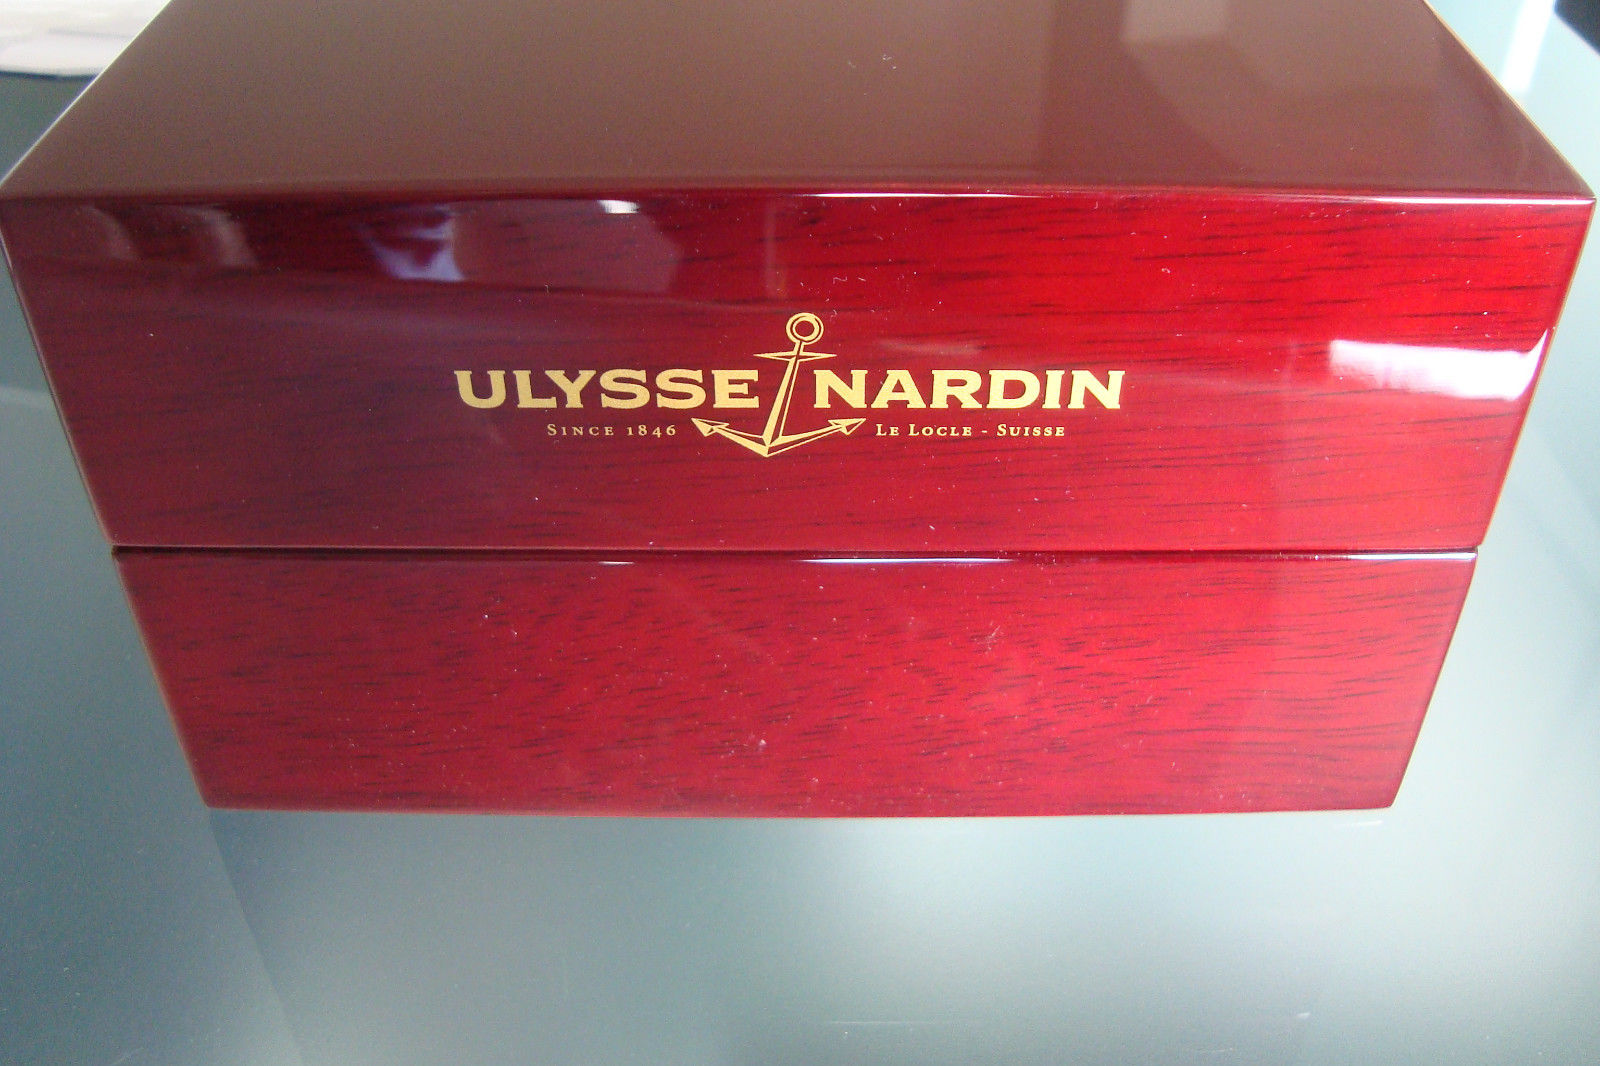 ULYSSE NARDIN
SINCE 1846 LE LOCLE - SUISSE